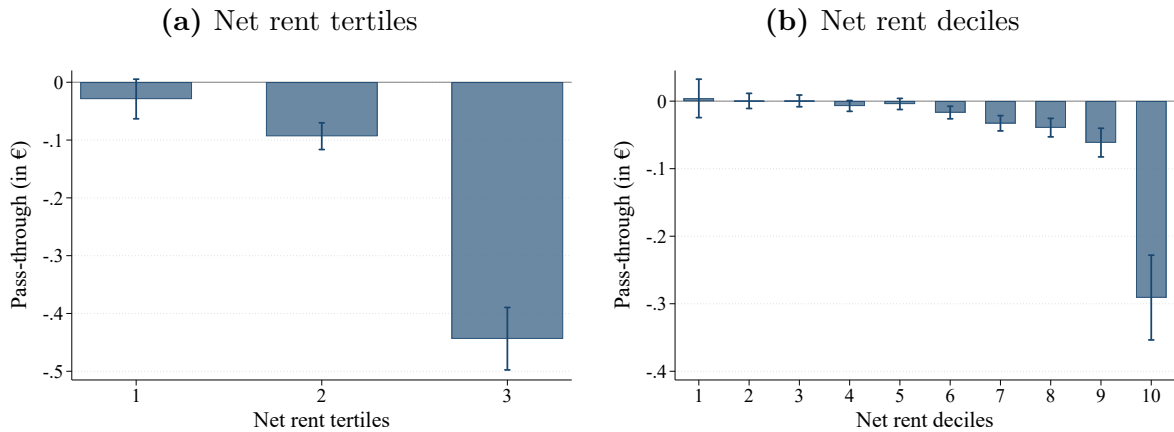 (a) Net rent tertiles
0
-.1
-.2
-.3
-.4
-.5
Pass-through (in €)
1 2 3
Net rent tertiles
(b) Net rent deciles
0
-.1
-.2
-.3
-.4
Pass-through (in €)
1 2 3 4 5 6 7 8 9 10
Net rent deciles